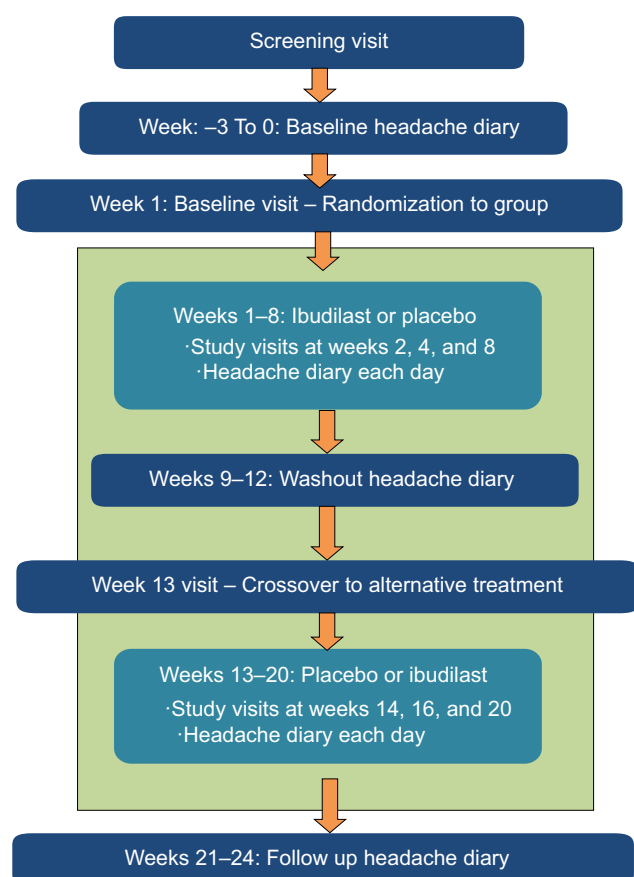 Screening visit
Week: –3 To 0: Baseline headache diary
Week 1: Baseline visit – Randomization to group
Weeks 1–8: Ibudilast or placebo
·Study visits at weeks 2, 4, and 8
·Headache diary each day
Weeks 9–12: Washout headache diary
Week 13 visit – Crossover to alternative treatment
Weeks 13–20: Placebo or ibudilast
·Study visits at weeks 14, 16, and 20
·Headache diary each day
Weeks 21–24: Follow up headache diary